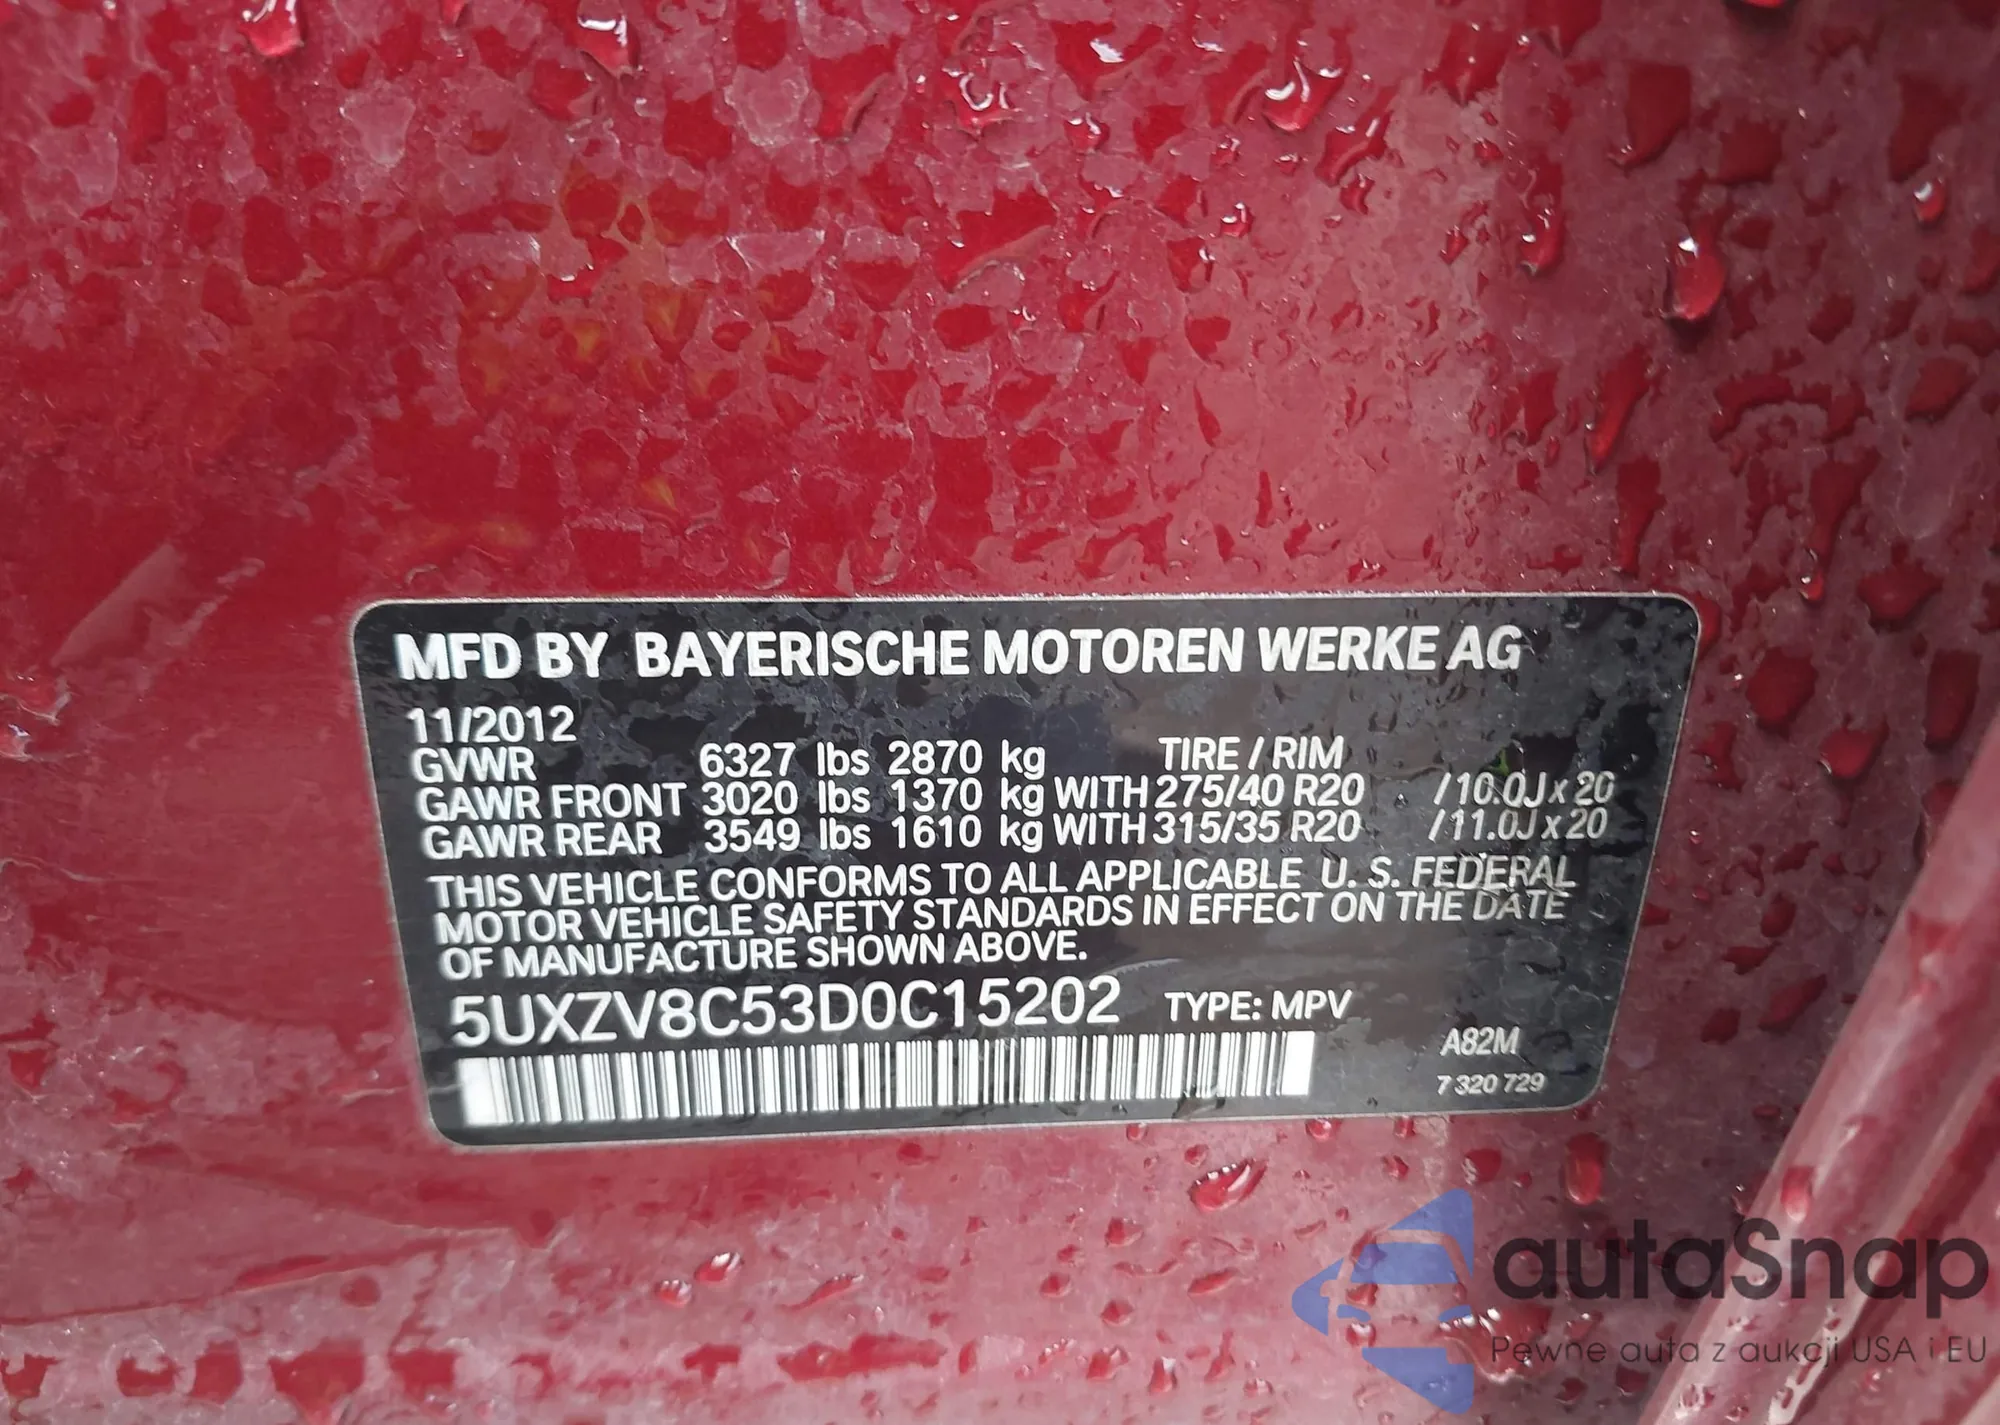 MFD BY BAYERISCHE MOTOREN WERKE AG
11/2012
GVWR 6327 lbs 2870 kg TIRE / RIM
GAWR FRONT 3020 lbs 1370 kg WITH 275/40 R20 /10.0J x 20
GAWR REAR 3549 lbs 1610 kg WITH 315/35 R20 /11.0J x 20
THIS VEHICLE CONFORMS TO ALL APPLICABLE U. S. FEDERAL
MOTOR VEHICLE SAFETY STANDARDS IN EFFECT ON THE DATE
OF MANUFACTURE SHOWN ABOVE.
5UXZV8C53D0C15202 TYPE: MPV
A82M
7 320 729
autaSnap
Pewne auta z aukcji USA i EU